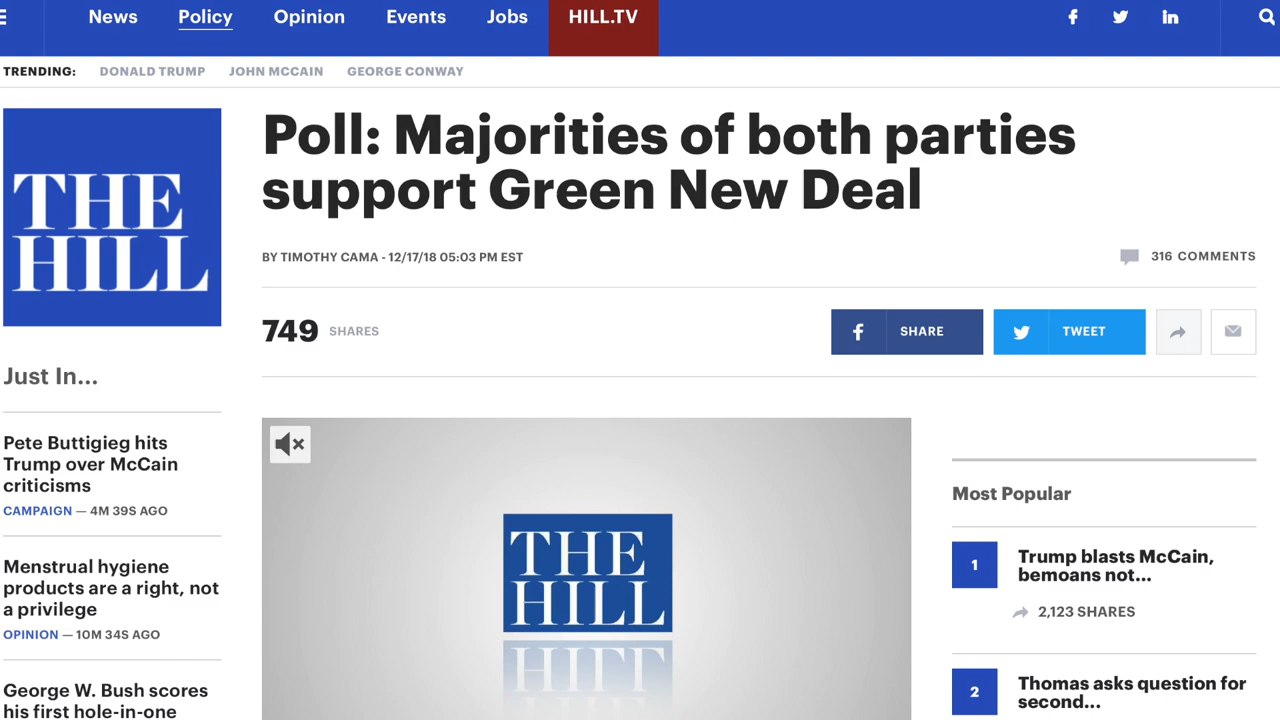 News Policy Opinion Events Jobs HILL.TV
TRENDING: DONALD TRUMP JOHN MCCAIN GEORGE CONWAY
THE
HILL
Poll: Majorities of both parties
support Green New Deal
BY TIMOTHY CAMA - 12/17/18 05:03 PM EST
316 COMMENTS
749 SHARES
SHARE
TWEET
Just In...
Pete Buttigieg hits
Trump over McCain
criticisms
CAMPAIGN — 4M 39S AGO
Menstrual hygiene
products are a right, not
a privilege
OPINION — 10M 34S AGO
George W. Bush scores
his first hole-in-one
THE
HILL
Most Popular
1
Trump blasts McCain,
bemoans not...
2,123 SHARES
2
Thomas asks question for
second...